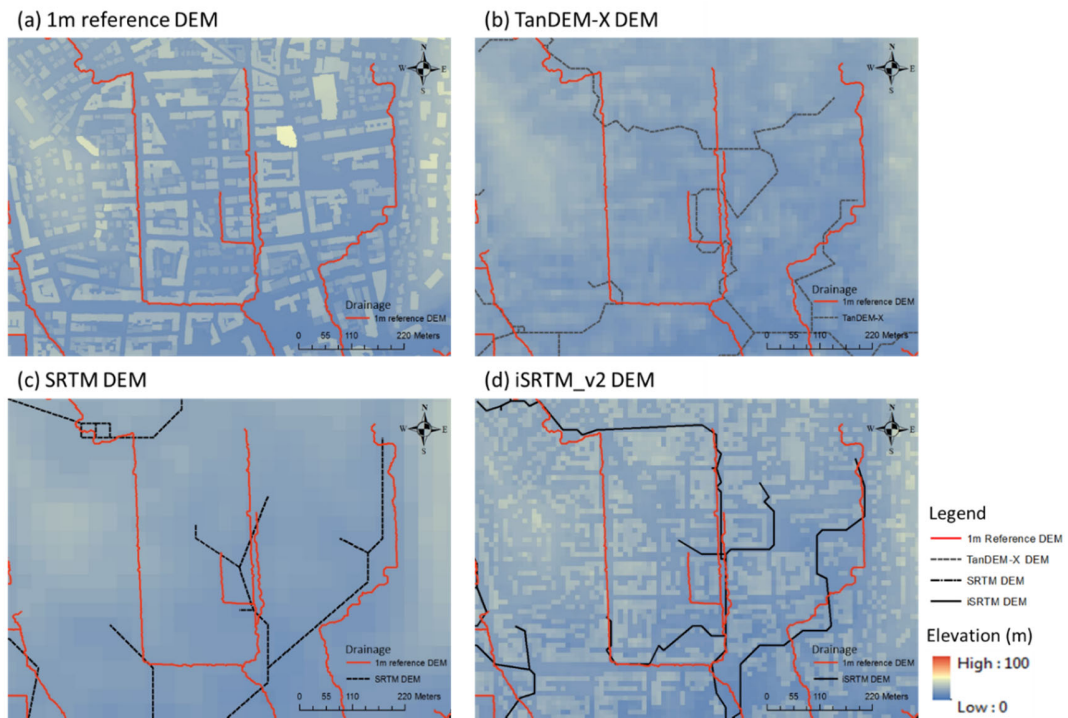 (a) 1m reference DEM
N
W E
S
Drainage
1m reference DEM
0 55 110 220 Meters
(b) TanDEM-X DEM
N
W E
S
Drainage
1m reference DEM
TanDEM-X
0 55 110 220 Meters
(c) SRTM DEM
N
W E
S
Drainage
1m reference DEM
SRTM DEM
0 55 110 220 Meters
(d) iSRTM_v2 DEM
N
W E
S
Drainage
1m reference DEM
iSRTM DEM
0 55 110 220 Meters
Legend
1m Reference DEM
TanDEM-X DEM
SRTM DEM
iSRTM DEM
Elevation (m)
High : 100
Low : 0